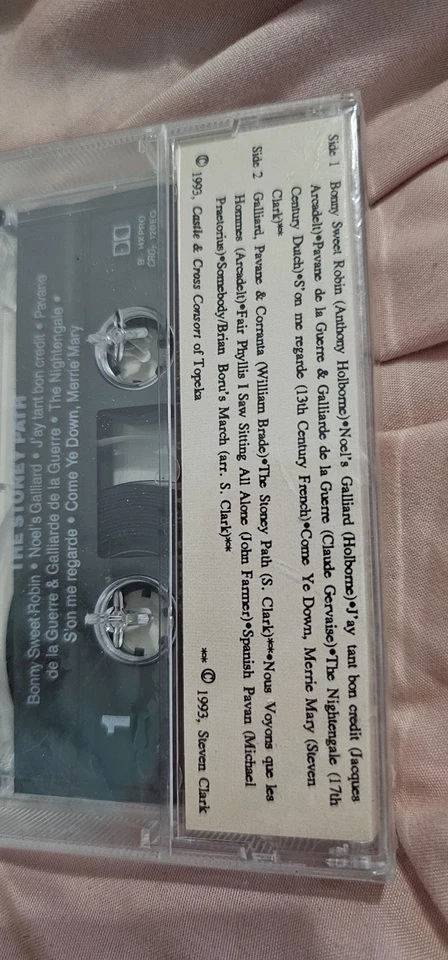 Side 1 Bonny Sweet Robin (Anthony Holborne)•Noel's Galliard (Holborne)•J'ay tant bon credit (Jacques
Arcadelt)•Pavane de la Guerre & Galliarde de la Guerre (Claude Gervaise)•The Nightengale (17th
Century Dutch)•S'on me regarde (13th Century French)•Come Ye Down, Merrie Mary (Steven
Clark)**
Side 2 Galliard, Pavane & Corranta (William Brade)•The Stoney Path (S. Clark)**•Nous Voyons que les
Hommes (Arcadelt)•Fair Phyllis I Saw Sitting All Alone (John Farmer)•Spanish Pavan (Michael
Praetorius)•Somebody/Brian Boru's March (arr. S. Clark)**
© 1993, Castle & Cross Consort of Topeka
** © 1993, Steven Clark
B HXPRO
1
THE STONEY PATH
Bonny Sweet Robin • Noel's Galliard • J'ay tant bon credit • Pavane
de la Guerre & Galliarde de la Guerre • The Nightengale •
S'on me regarde • Come Ye Down, Merrie Mary